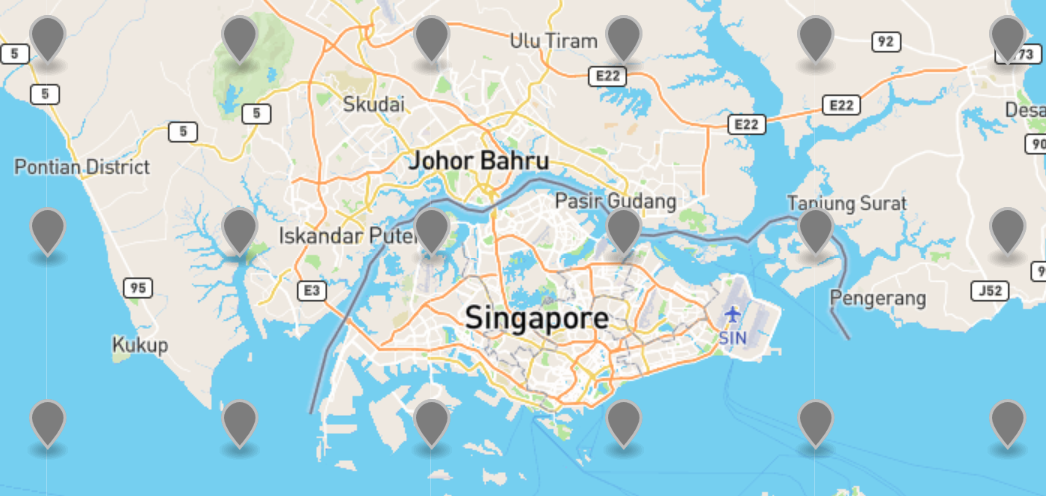 5
92
73
Ulu Tiram
E22
5
Skudai
5
E22
Desa
5
E22
90
Pontian District
Johor Bahru
Pasir Gudang
Tanjung Surat
Iskandar Puter
95
E3
J52
9
Pengerang
Singapore
SIN
Kukup